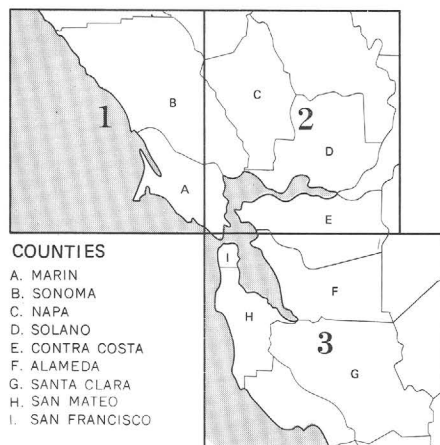 1
B
C
2
D
A
E
COUNTIES
A. MARIN
B. SONOMA
C. NAPA
D. SOLANO
E. CONTRA COSTA
F. ALAMEDA
G. SANTA CLARA
H. SAN MATEO
I. SAN FRANCISCO
I
F
H
3
G